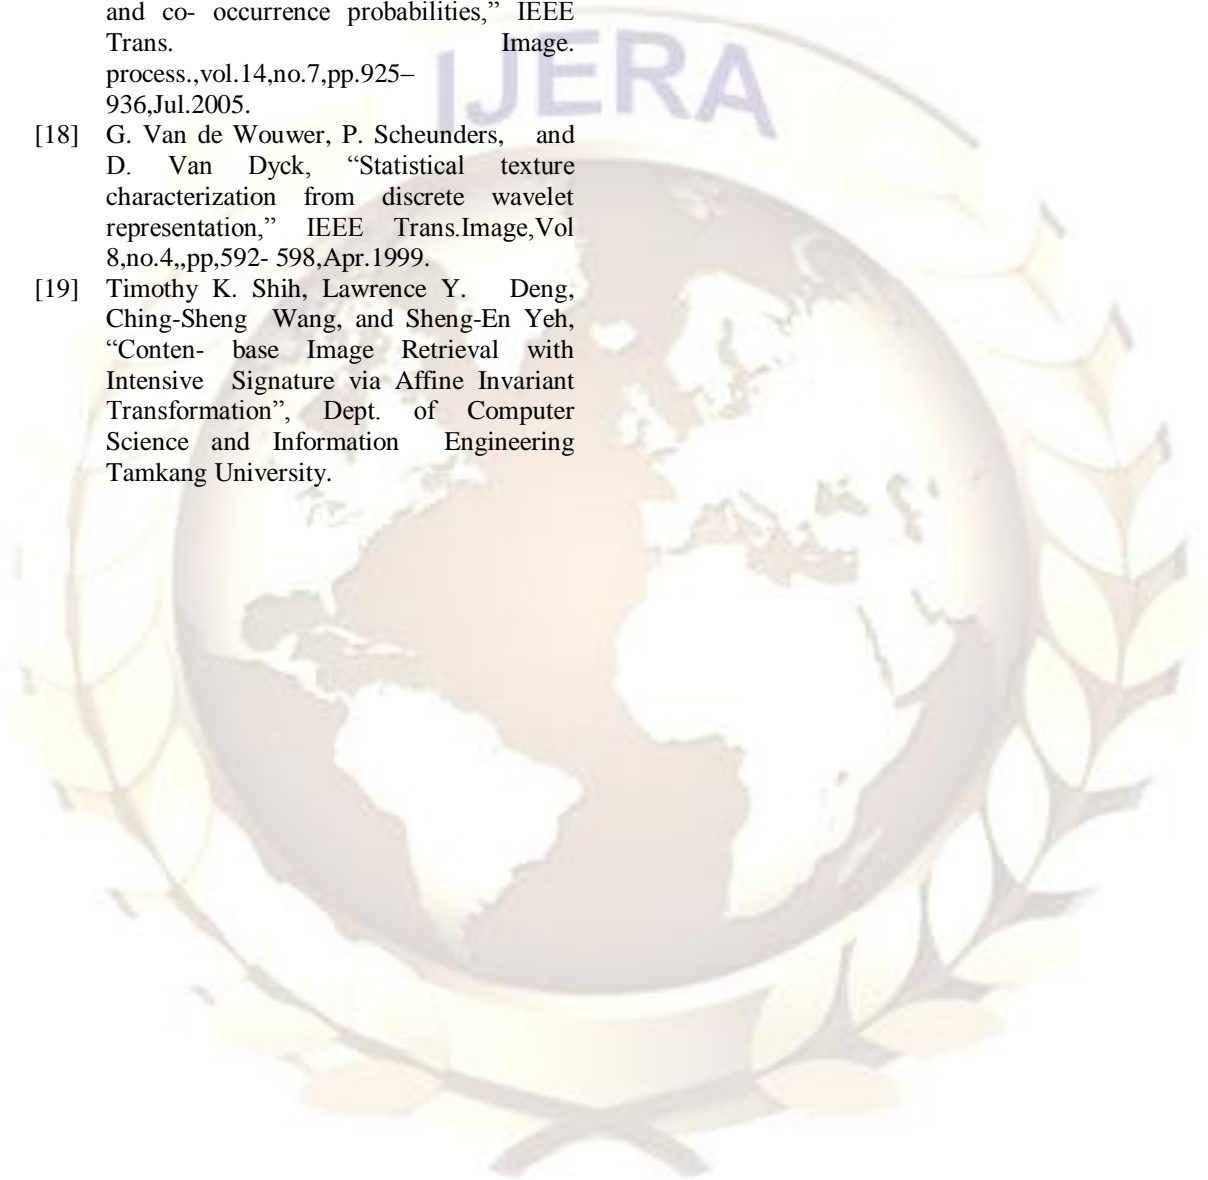 IJERA
and co- occurrence probabilities,” IEEE
Trans. Image.
process.,vol.14,no.7,pp.925–
936,Jul.2005.
[18] G. Van de Wouwer, P. Scheunders, and
D. Van Dyck, “Statistical texture
characterization from discrete wavelet
representation,” IEEE Trans.Image,Vol
8,no.4,,pp,592- 598,Apr.1999.
[19] Timothy K. Shih, Lawrence Y. Deng,
Ching-Sheng Wang, and Sheng-En Yeh,
“Conten- base Image Retrieval with
Intensive Signature via Affine Invariant
Transformation”, Dept. of Computer
Science and Information Engineering
Tamkang University.